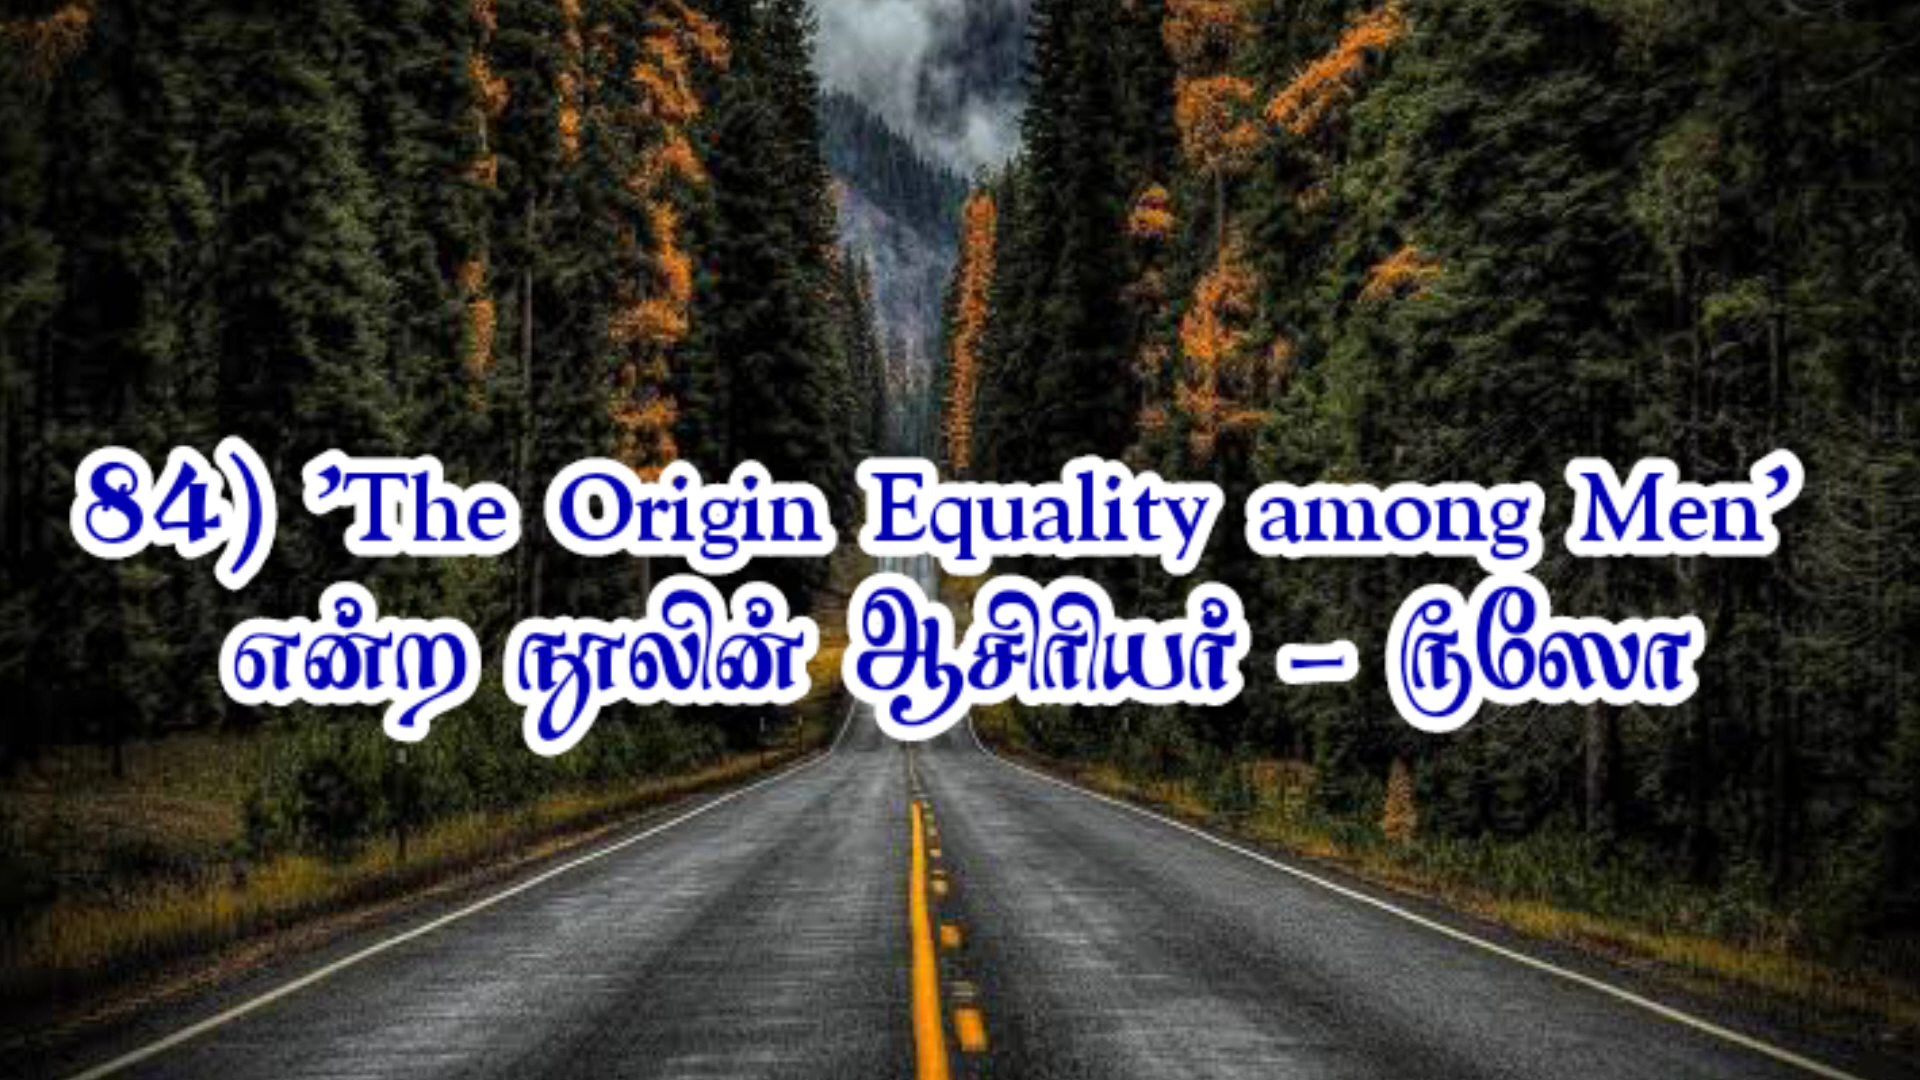 84) 'The Origin Equality among Men'
என்ற நூலின் ஆசிரியர் – ரூஸோ